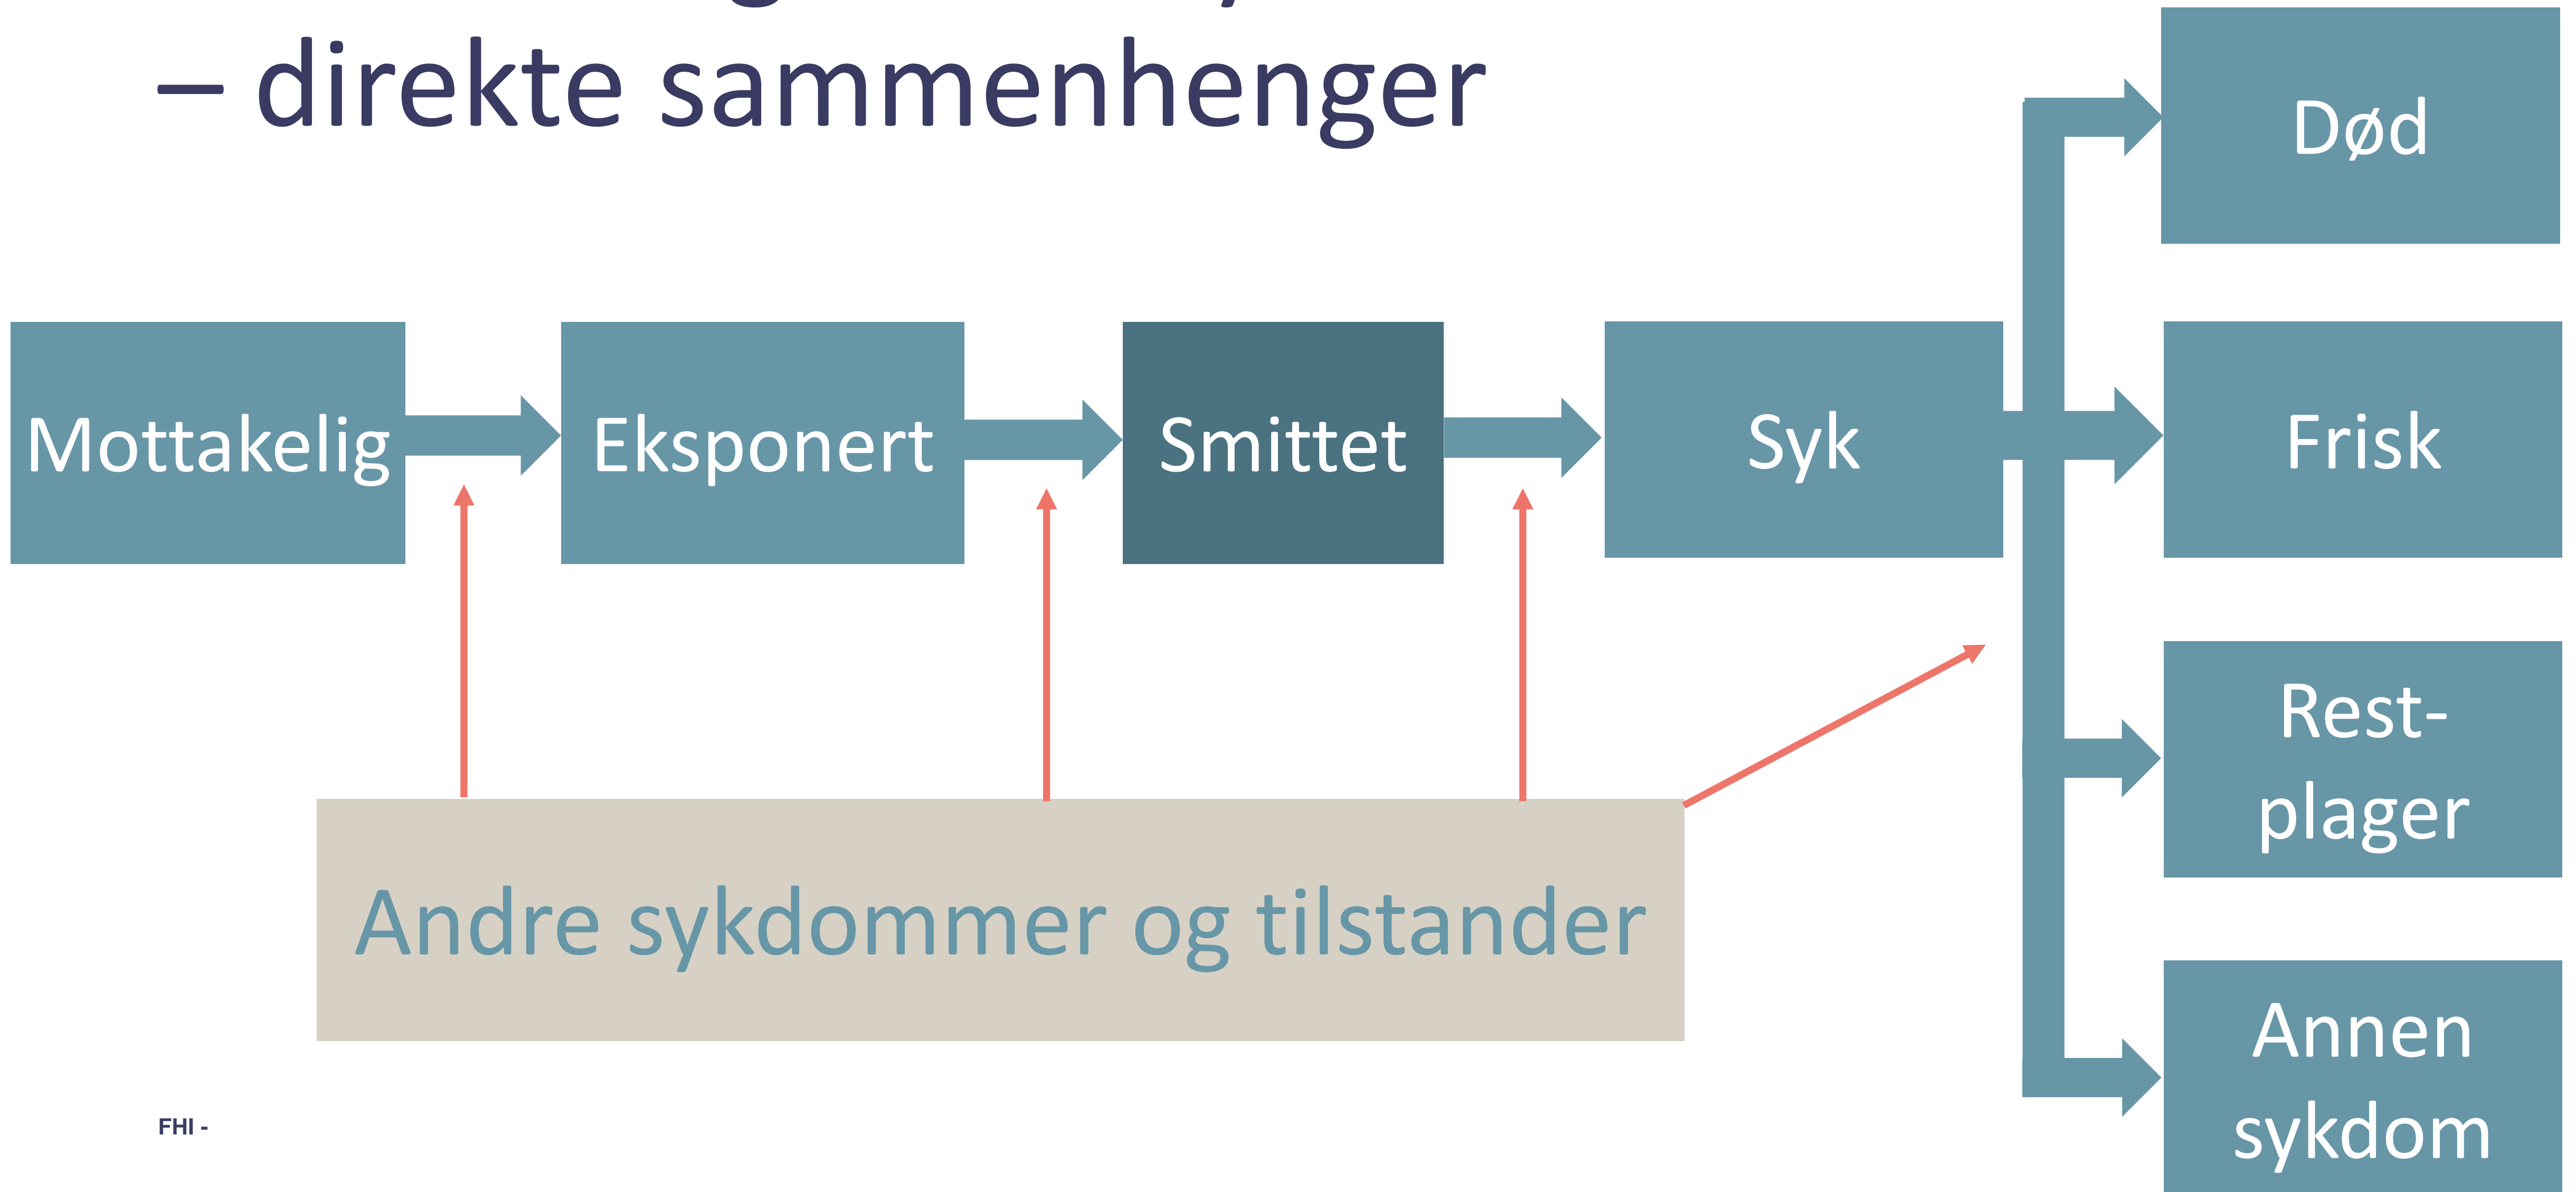 – direkte sammenhenger
Død
Mottakelig
Eksponert
Smittet
Syk
Frisk
Rest-
plager
Andre sykdommer og tilstander
Annen
sykdom
FHI -